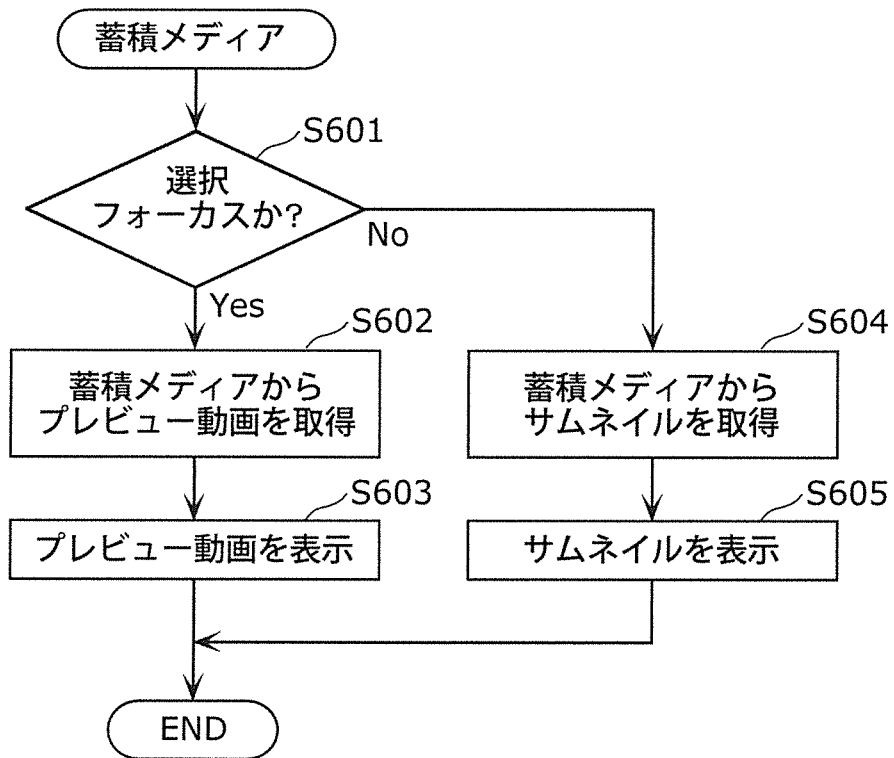 蓄積メディア
S601
選択
フォーカスか?
No
Yes
S602
蓄積メディアから
プレビュー動画を取得
S604
蓄積メディアから
サムネイルを取得
S603
プレビュー動画を表示
S605
サムネイルを表示
END